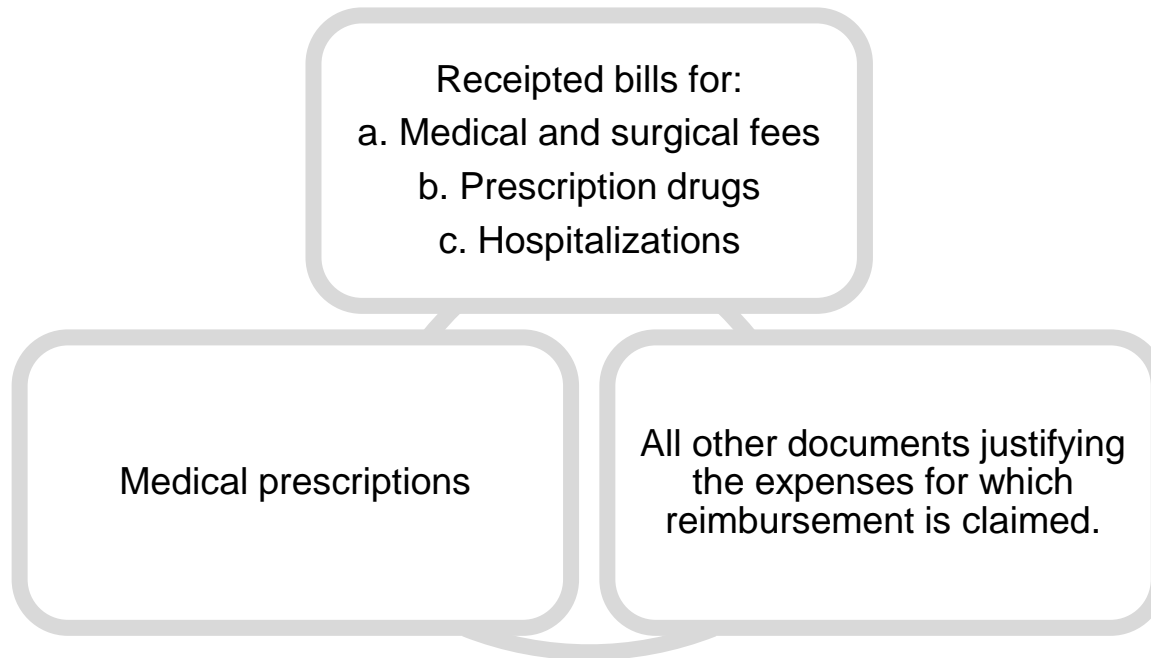 Receipted bills for:
a. Medical and surgical fees
b. Prescription drugs
c. Hospitalizations
Medical prescriptions
All other documents justifying
the expenses for which
reimbursement is claimed.